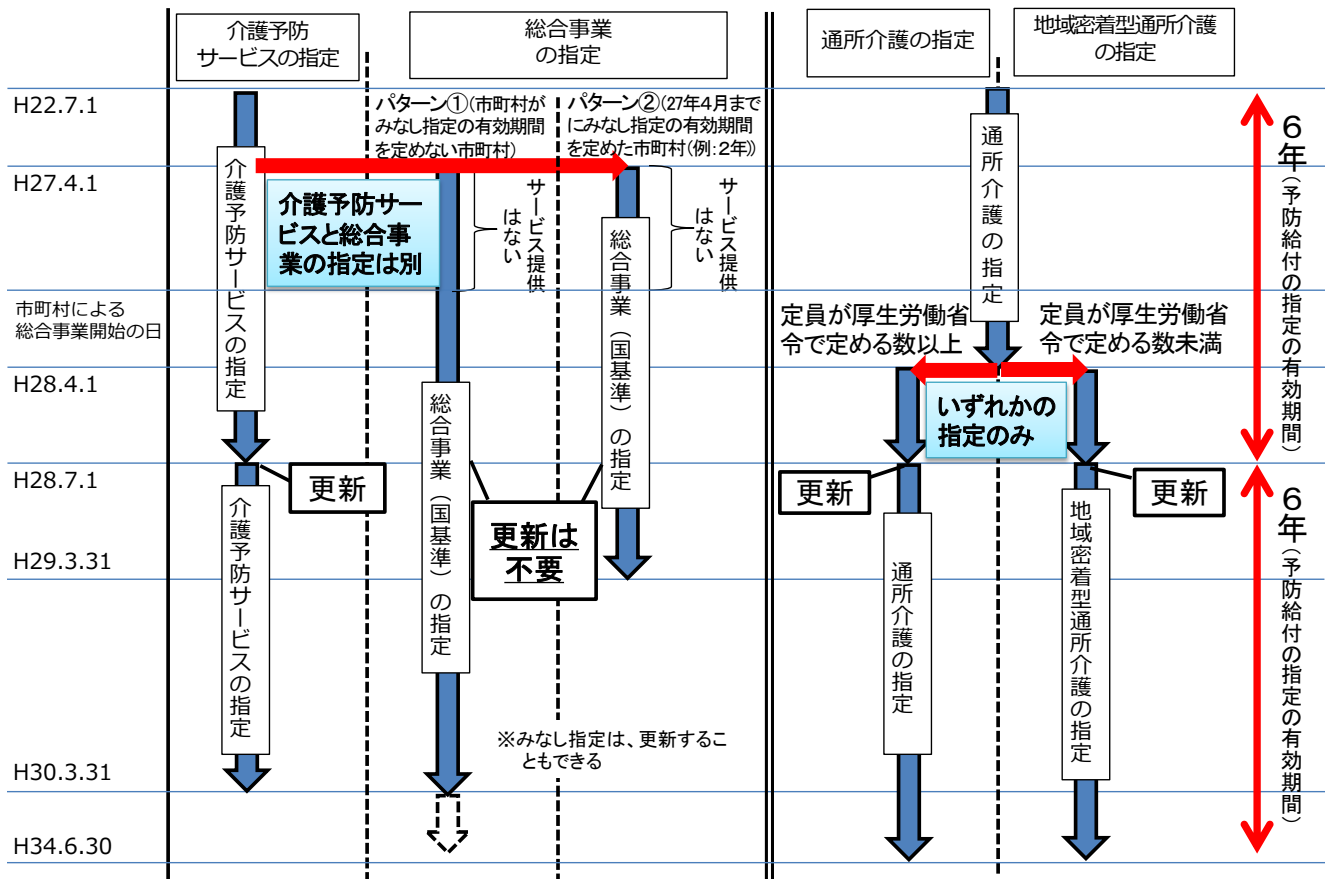 介護予防
サービスの指定
総合事業
の指定
通所介護の指定
地域密着型通所介護
の指定
H22.7.1
H27.4.1
市町村による
総合事業開始の日
H28.4.1
H28.7.1
H29.3.31
H30.3.31
H34.6.30
パターン①(市町村が
みなし指定の有効期間
を定めない市町村)
パターン②(27年4月まで
にみなし指定の有効期間
を定めた市町村(例:2年))
介護予防サービスの指定
介護予防サー
ビスと総合事
業の指定は別
サービス提供
はない
サービス提供
はない
総合事業(国基準)の指定
総合事業(国基準)の指定
更新
介護予防サービスの指定
更新は
不要
※みなし指定は、更新するこ
ともできる
通所介護の指定
定員が厚生労働省
令で定める数以上
定員が厚生労働省
令で定める数未満
いずれかの
指定のみ
更新
更新
通所介護の指定
地域密着型通所介護の指定
6年(予防給付の指定の有効期間)
6年(予防給付の指定の有効期間)